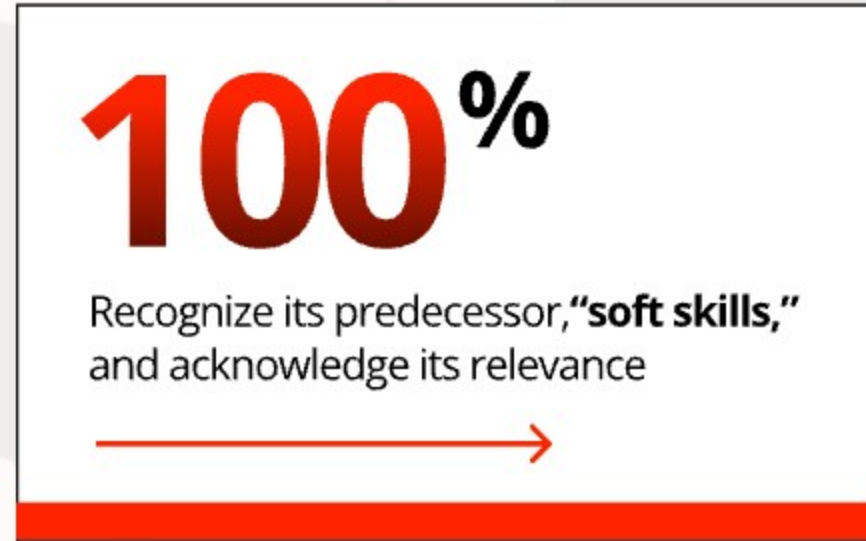 100%
Recognize its predecessor,“soft skills,”
and acknowledge its relevance